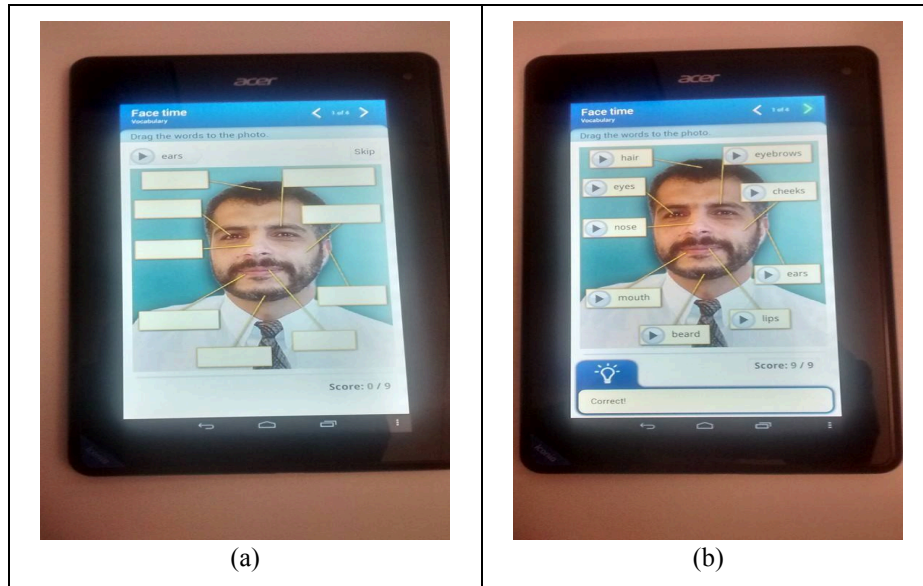 acer
Face time
Vocabulary
1 of 4
Drag the words to the photo.
ears
Skip
Score: 0 / 9
(a)
acer
Face time
Vocabulary
1 of 4
Drag the words to the photo.
hair
eyebrows
eyes
cheeks
nose
ears
mouth
lips
beard
Score: 9 / 9
Correct!
(b)